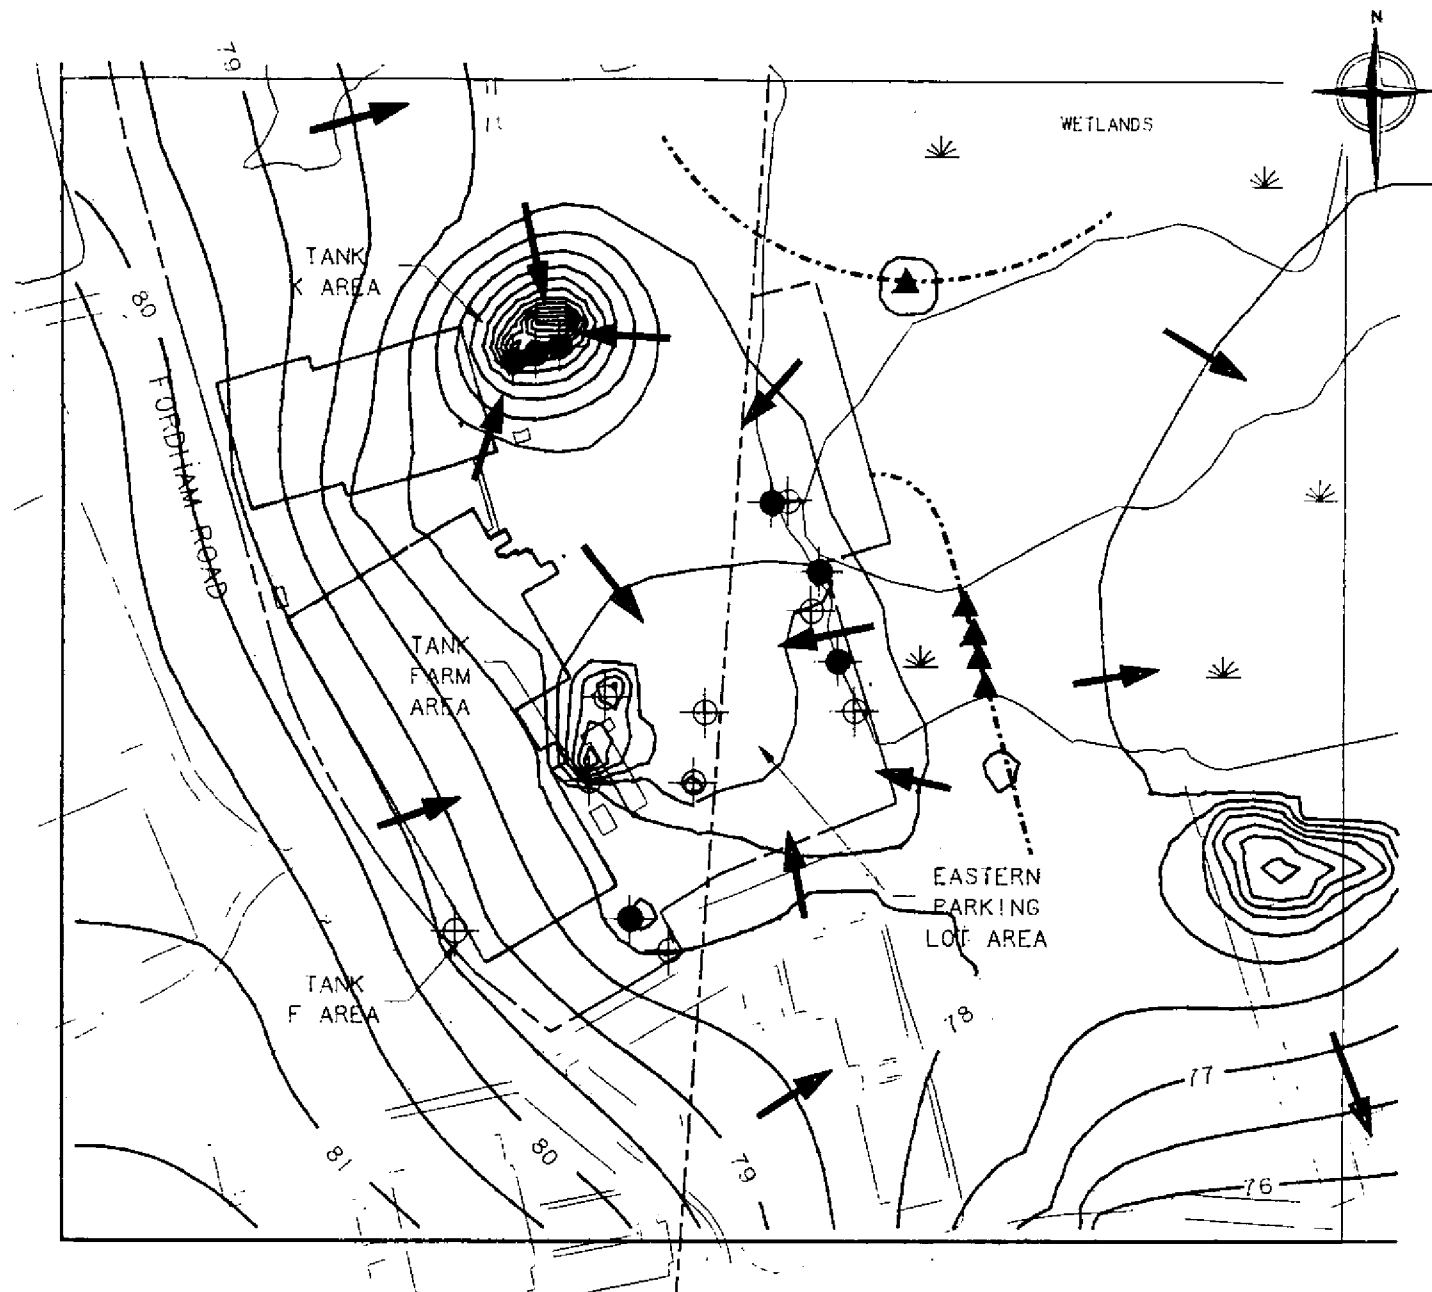 N
79
WETLANDS
TANK
K AREA
80
FORDHAM ROAD
TANK
FARM
AREA
EASTERN
PARKING
LOT AREA
TANK
F AREA
78
77
81
80
79
76